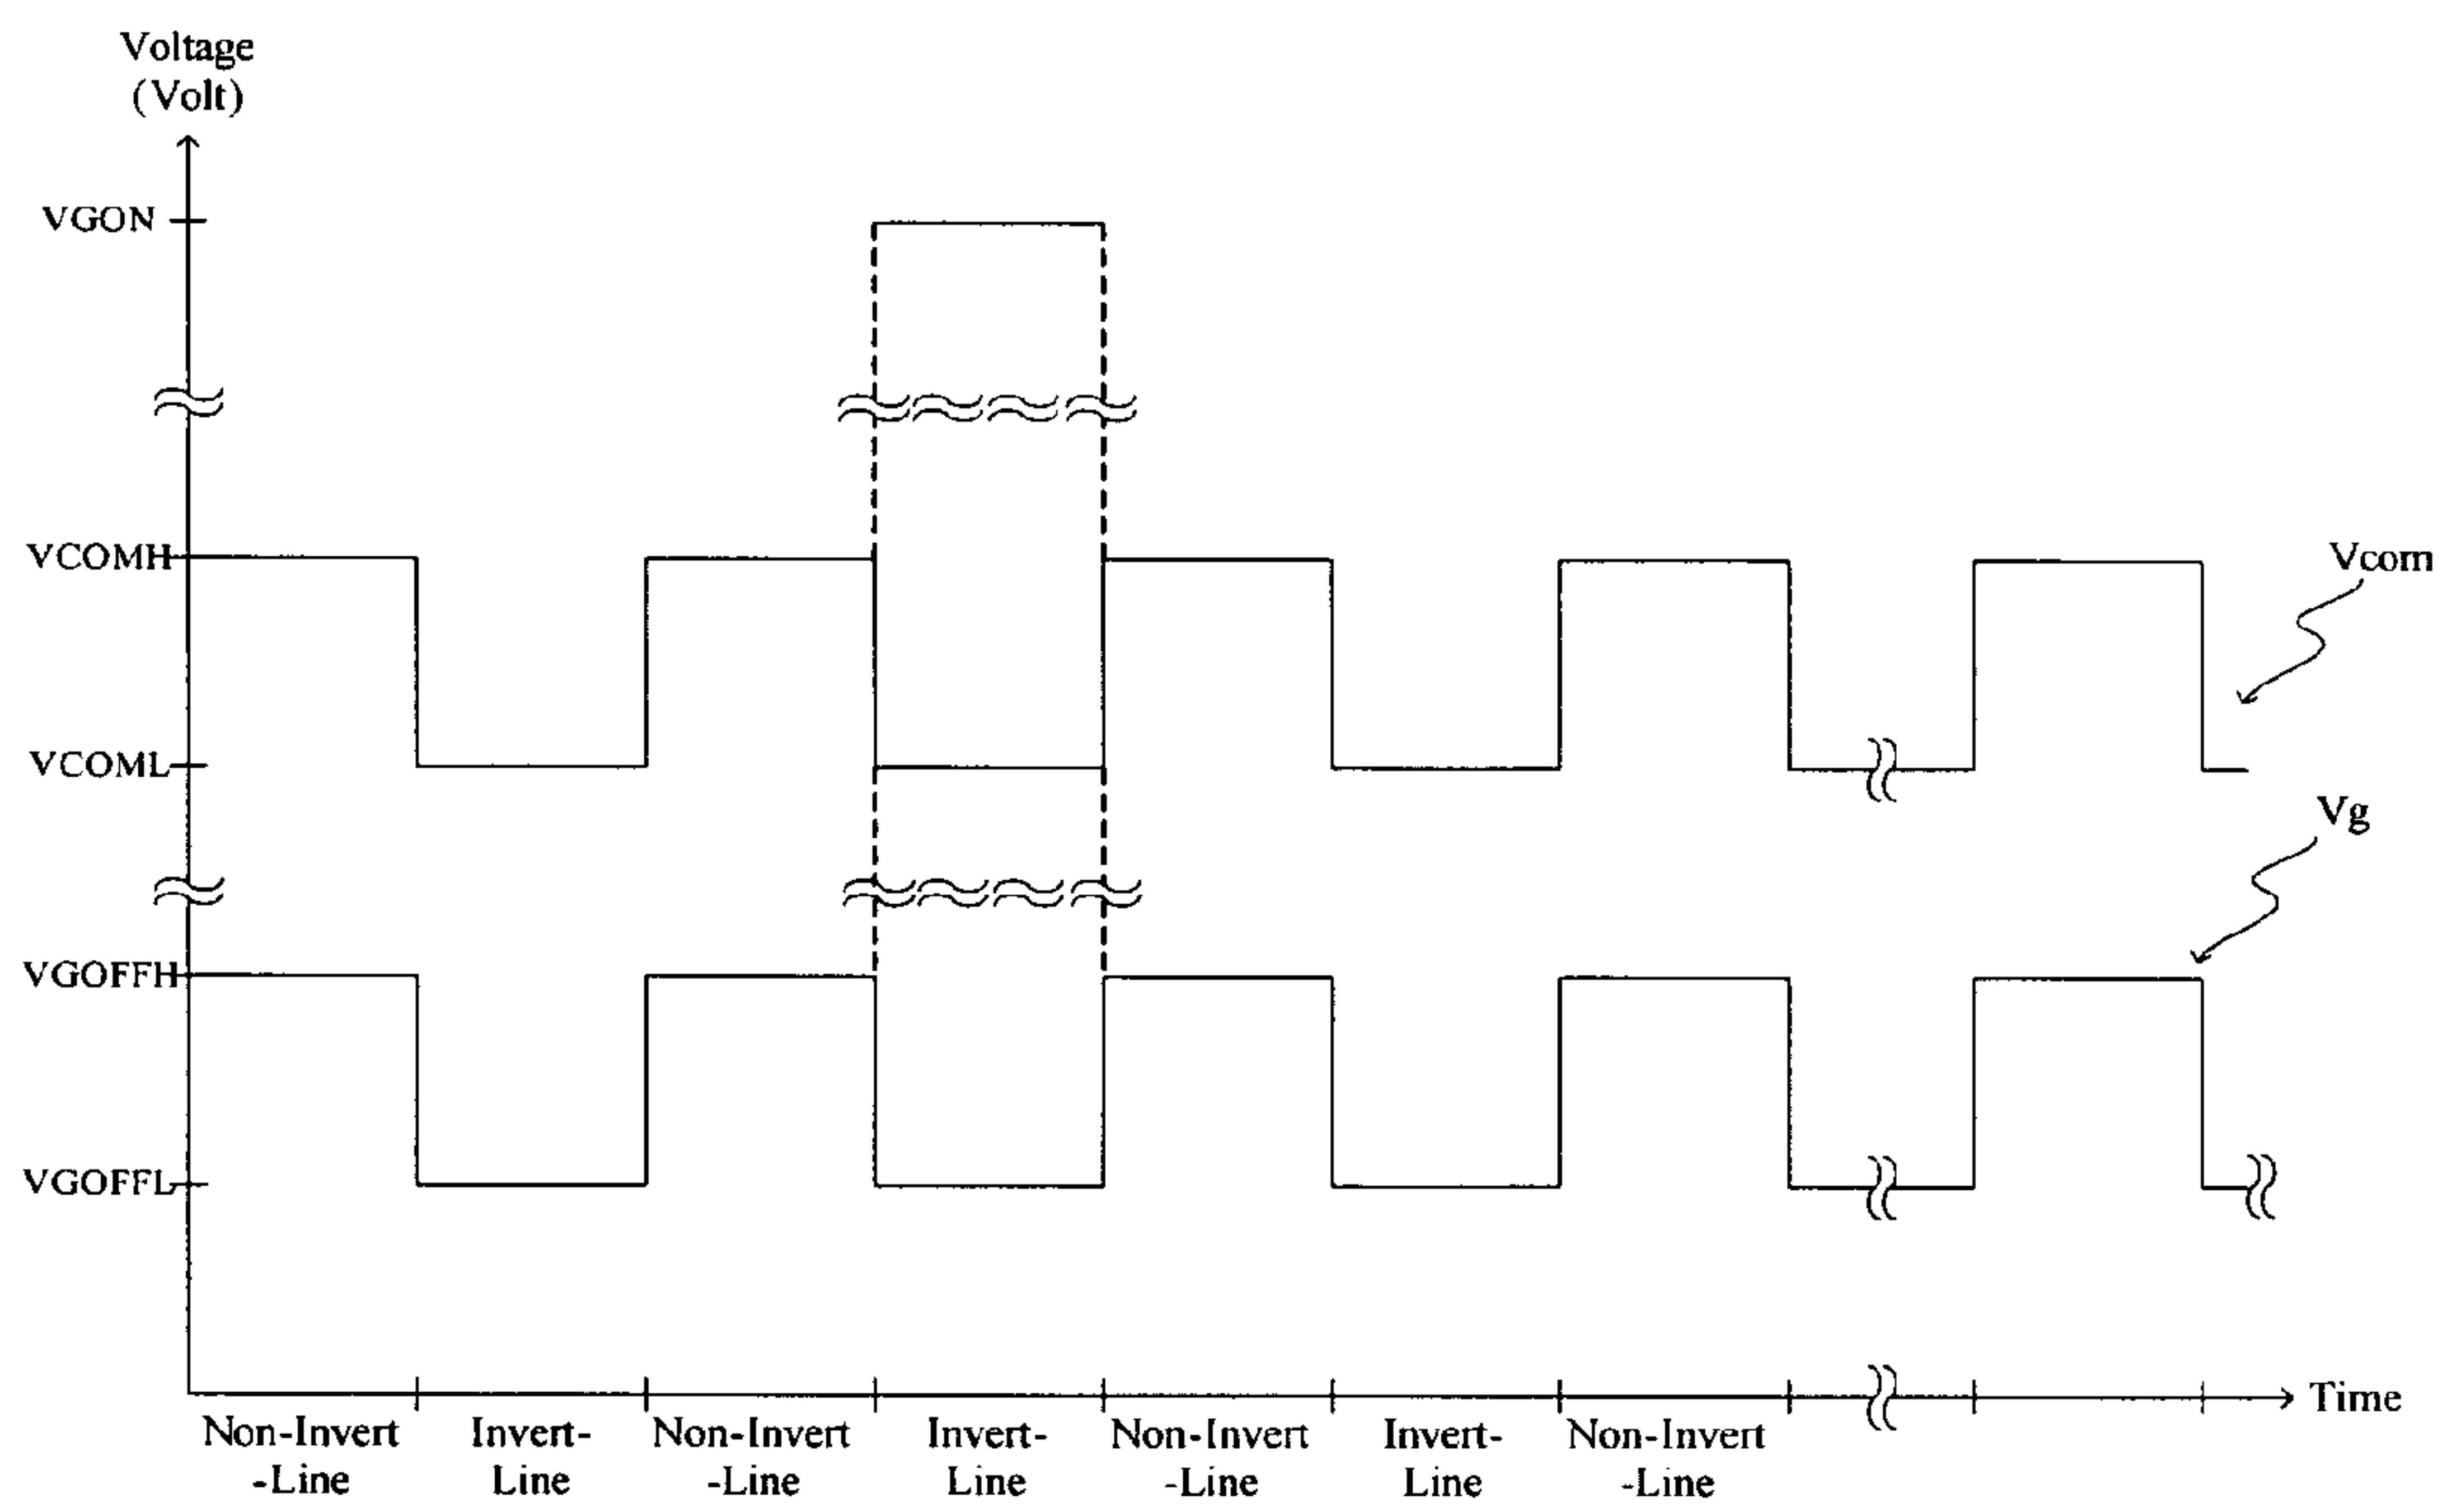 Voltage
(Volt)
VGON
VCOMH
Vcom
VCOML
Vg
VGOFFH
VGOFFL
Time
Non-Invert
-Line
Invert-
Line
Non-Invert
-Line
Invert-
Line
Non-Invert
-Line
Invert-
Line
Non-Invert
-Line